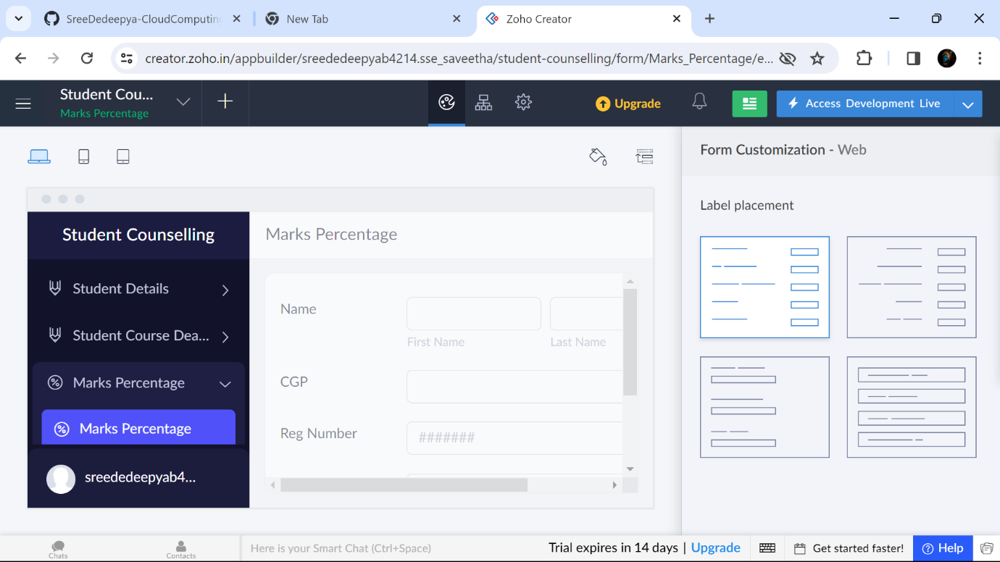 SreeDedeepya-CloudComputin
New Tab
Zoho Creator
creator.zoho.in/appbuilder/sreededeepyab4214.sse_saveetha/student-counselling/form/Marks_Percentage/e...
Student Cou...
Marks Percentage
Upgrade
Access Development Live
Form Customization - Web
Label placement
Student Counselling
Marks Percentage
Student Details
Student Course Dea...
Marks Percentage
Marks Percentage
sreededeepyab4...
Name
First Name
Last Name
CGP
Reg Number
#######
Chats
Contacts
Here is your Smart Chat (Ctrl+Space)
Trial expires in 14 days | Upgrade
Get started faster!
Help